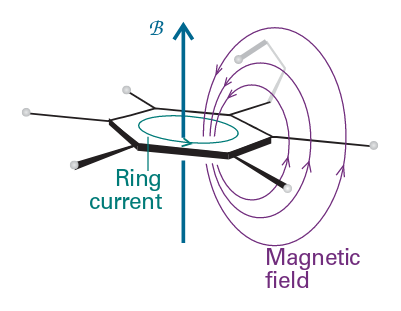 ℬ
Ring
current
Magnetic
field